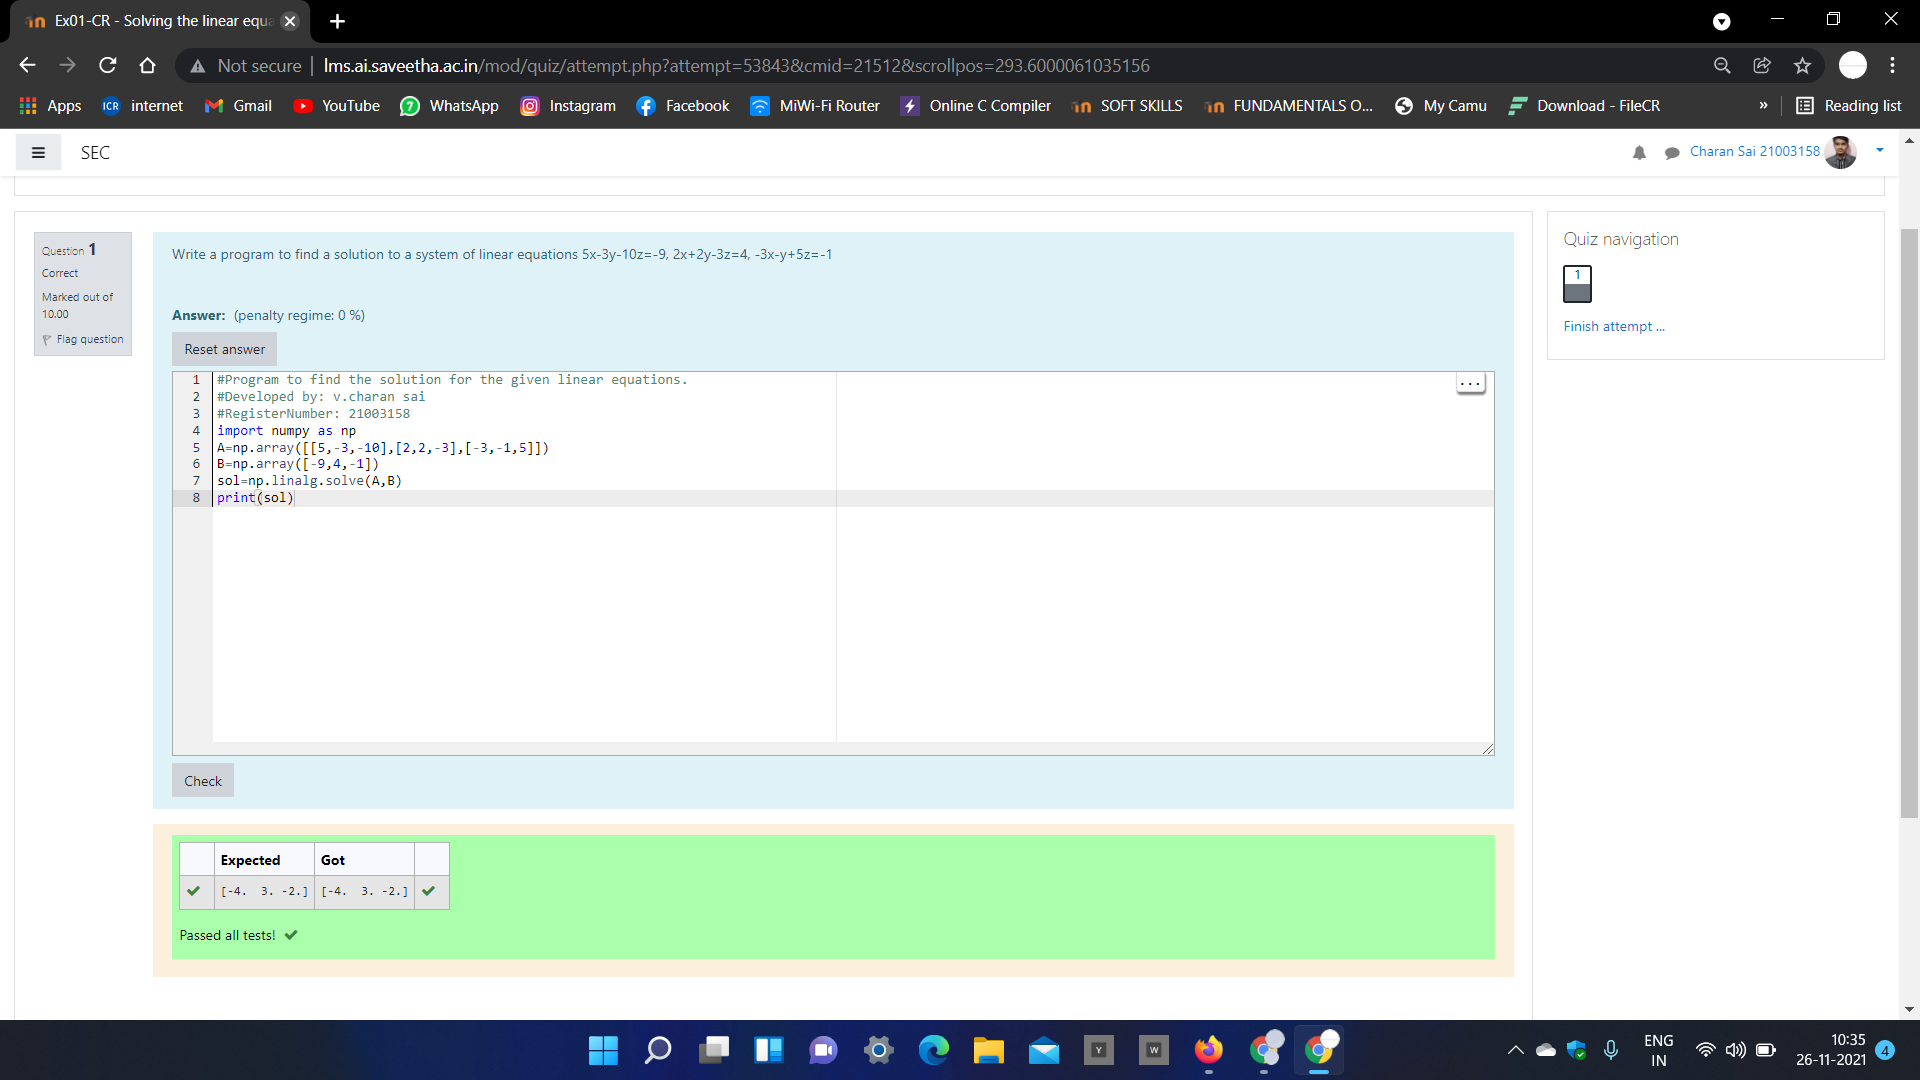 Ex01-CR - Solving the linear equa
Not secure | lms.ai.saveetha.ac.in/mod/quiz/attempt.php?attempt=53843&cmid=21512&scrollpos=293.6000061035156
Apps ICR internet Gmail YouTube WhatsApp Instagram Facebook MiWi-Fi Router Online C Compiler SOFT SKILLS FUNDAMENTALS O... My Camu Download - FileCR » Reading list
SEC
Charan Sai 21003158
Question 1
Correct
Marked out of
10.00
Flag question
Write a program to find a solution to a system of linear equations 5x-3y-10z=-9, 2x+2y-3z=4, -3x-y+5z=-1
Answer: (penalty regime: 0 %)
Reset answer
1 #Program to find the solution for the given linear equations.
2 #Developed by: v.charan sai
3 #RegisterNumber: 21003158
4 import numpy as np
5 A=np.array([[5,-3,-10],[2,2,-3],[-3,-1,5]])
6 B=np.array([-9,4,-1])
7 sol=np.linalg.solve(A,B)
8 print(sol)
...
Check
Expected Got
[-4. 3. -2.] [-4. 3. -2.]
Passed all tests!
Quiz navigation
1
Finish attempt ...
Y W
ENG
IN
10:35
26-11-2021
4